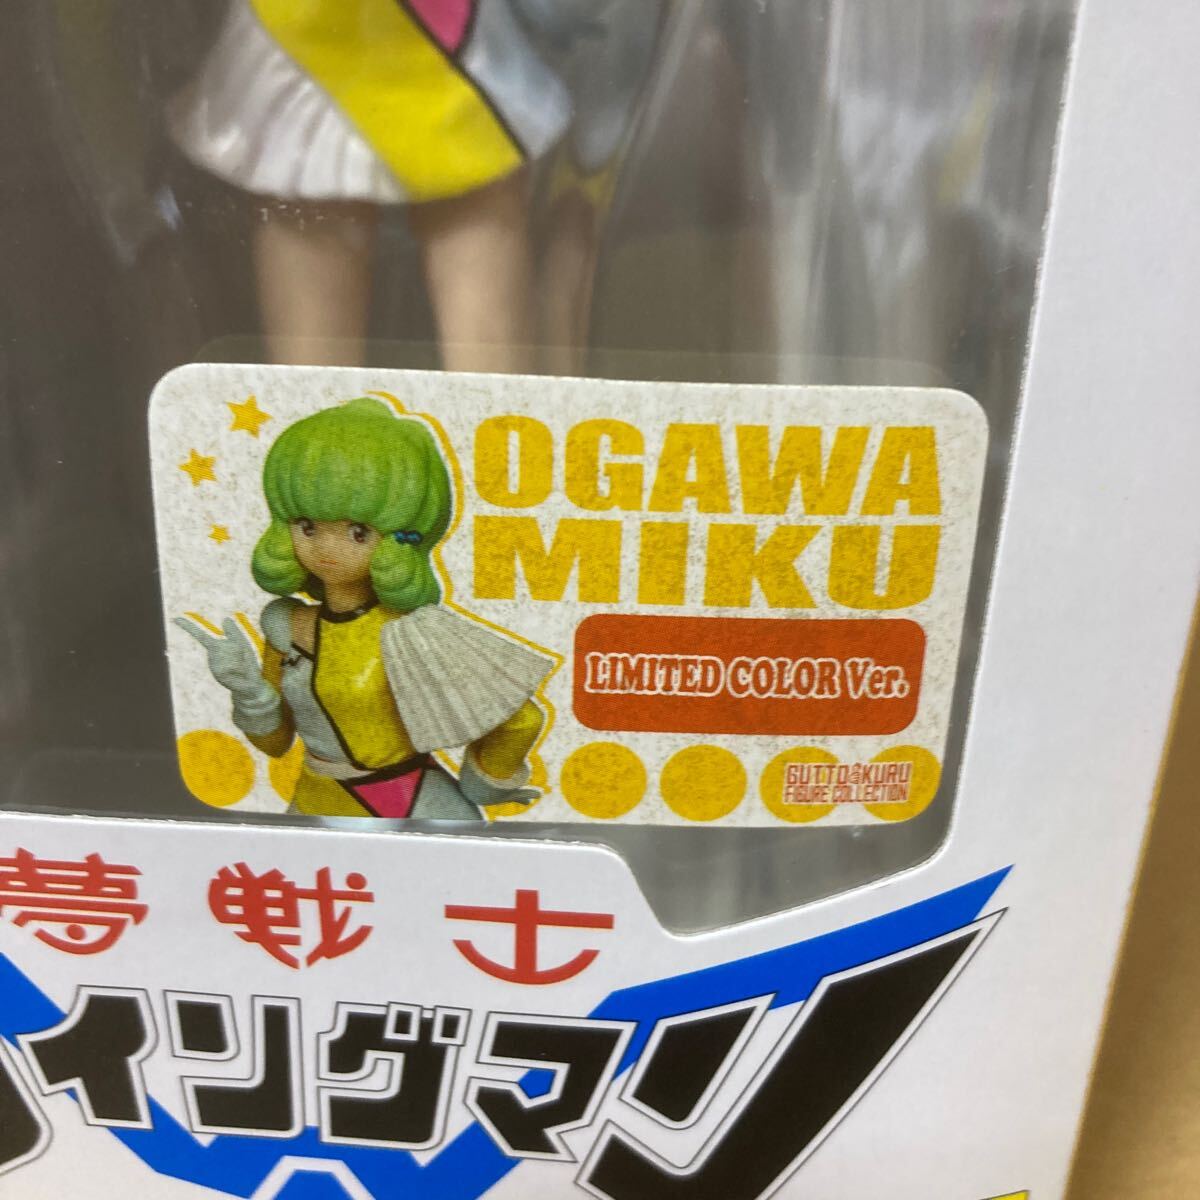 OGAWA
MIKU
LIMITED COLOR Ver.
GUTTO KURU
FIGURE COLLECTION
夢戦士
イングマン